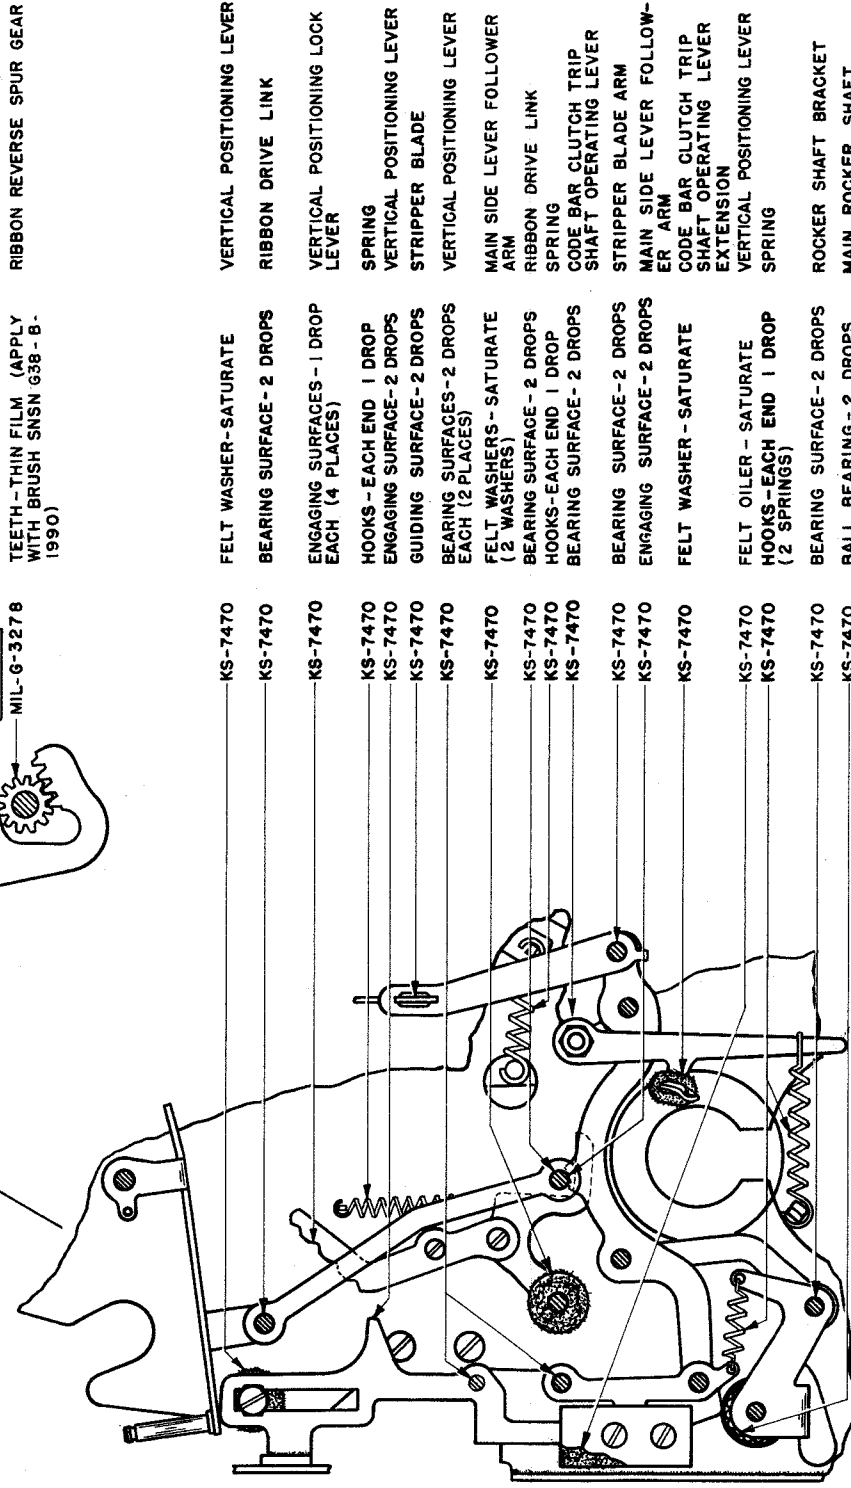 MIL-G-3278 TEETH-THIN FILM (APPLY RIBBON REVERSE SPUR GEAR
WITH BRUSH SNSN G38-B-
1990)
KS-7470 FELT WASHER-SATURATE VERTICAL POSITIONING LEVER
KS-7470 BEARING SURFACE-2 DROPS RIBBON DRIVE LINK
KS-7470 ENGAGING SURFACES-1 DROP VERTICAL POSITIONING LOCK
EACH (4 PLACES) LEVER
KS-7470 HOOKS-EACH END 1 DROP SPRING
KS-7470 ENGAGING SURFACE-2 DROPS VERTICAL POSITIONING LEVER
KS-7470 GUIDING SURFACE-2 DROPS STRIPPER BLADE
KS-7470 BEARING SURFACES-2 DROPS VERTICAL POSITIONING LEVER
EACH (2 PLACES)
KS-7470 FELT WASHERS-SATURATE MAIN SIDE LEVER FOLLOWER
(2 WASHERS) ARM
KS-7470 BEARING SURFACE-2 DROPS RIBBON DRIVE LINK
KS-7470 HOOKS-EACH END 1 DROP SPRING
KS-7470 BEARING SURFACE-2 DROPS CODE BAR CLUTCH TRIP
SHAFT OPERATING LEVER
KS-7470 BEARING SURFACE-2 DROPS STRIPPER BLADE ARM
KS-7470 ENGAGING SURFACE-2 DROPS MAIN SIDE LEVER FOLLOW-
ER ARM
KS-7470 FELT WASHER-SATURATE CODE BAR CLUTCH TRIP
SHAFT OPERATING LEVER
EXTENSION
KS-7470 FELT OILER-SATURATE VERTICAL POSITIONING LEVER
KS-7470 HOOKS-EACH END 1 DROP SPRING
(2 SPRINGS)
KS-7470 BEARING SURFACE-2 DROPS ROCKER SHAFT BRACKET
KS-7470 BALL BEARING-2 DROPS MAIN ROCKER SHAFT